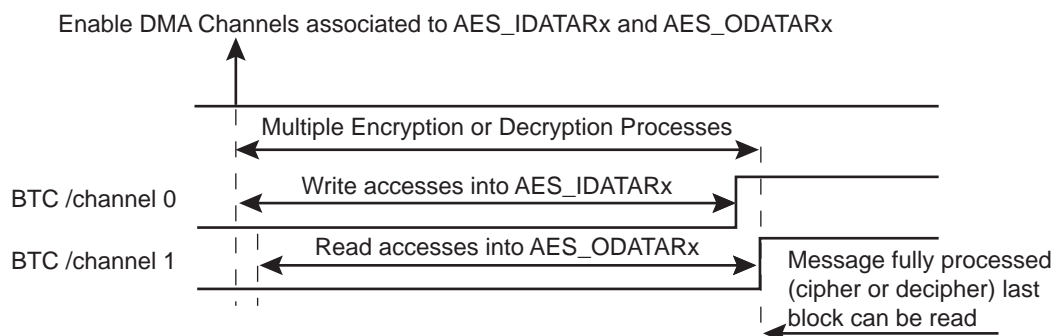 Enable DMA Channels associated to AES_IDATARx and AES_ODATARx
Multiple Encryption or Decryption Processes
BTC /channel 0
Write accesses into AES_IDATARx
BTC /channel 1
Read accesses into AES_ODATARx
Message fully processed
(cipher or decipher) last
block can be read